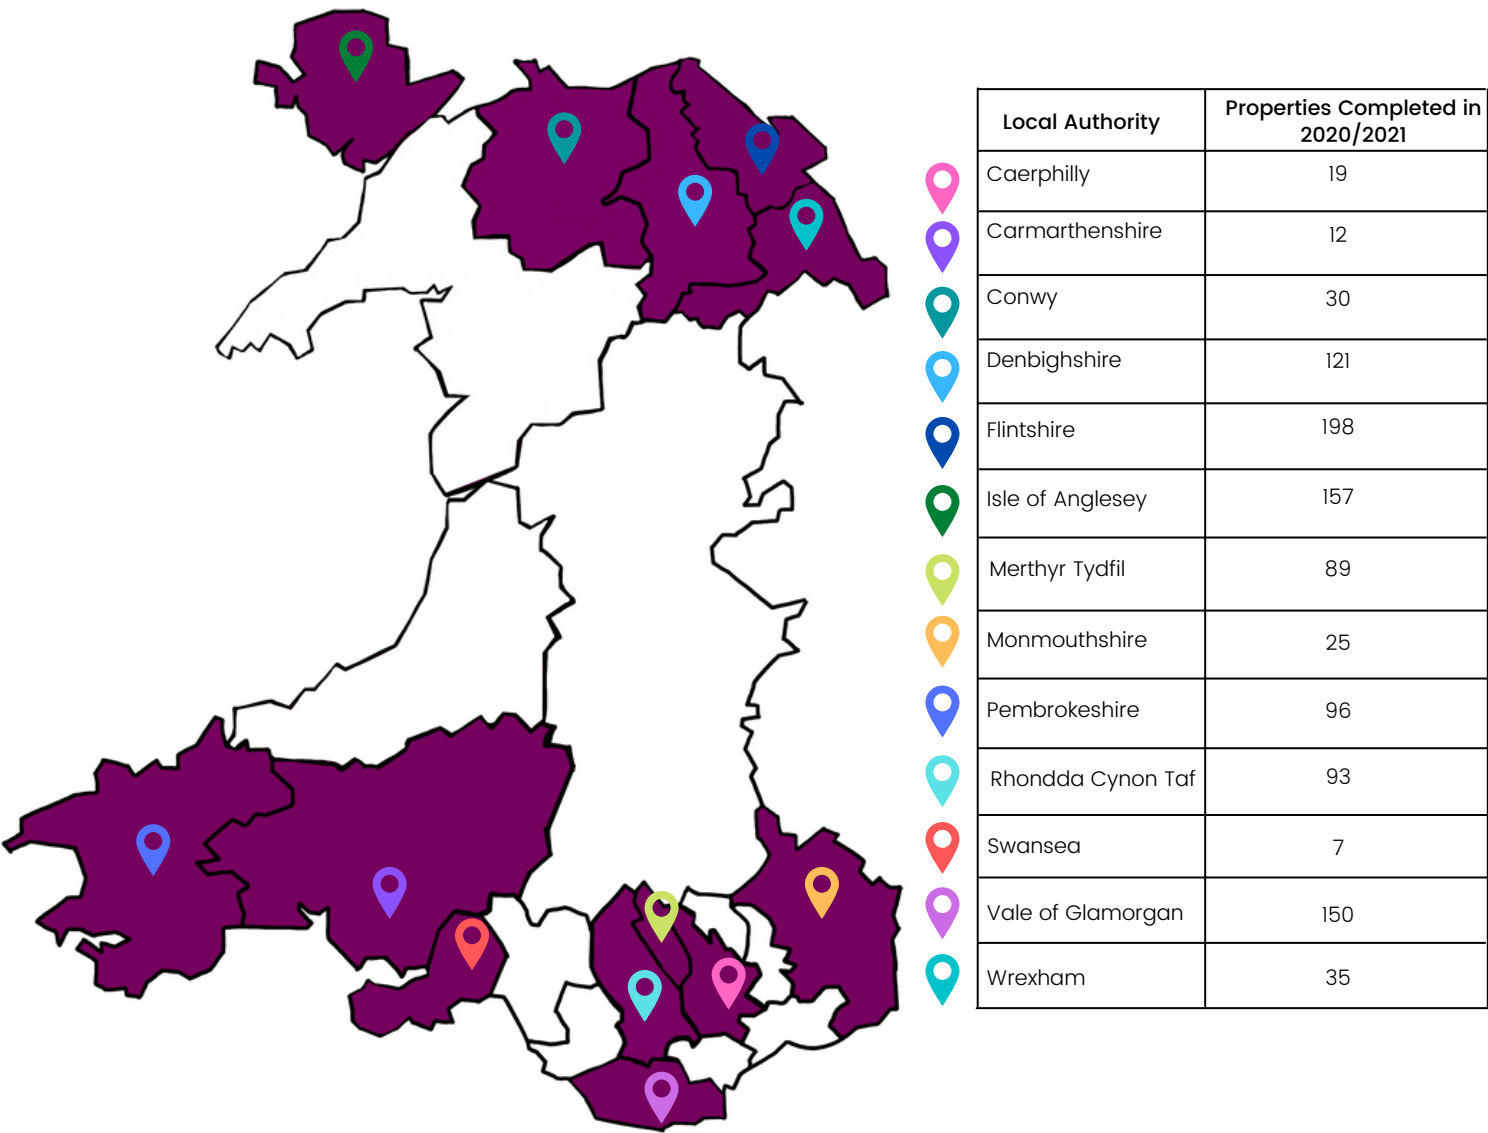 Local Authority
Properties Completed in
2020/2021
Caerphilly 19
Carmarthenshire 12
Conwy 30
Denbighshire 121
Flintshire 198
Isle of Anglesey 157
Merthyr Tydfil 89
Monmouthshire 25
Pembrokeshire 96
Rhondda Cynon Taf 93
Swansea 7
Vale of Glamorgan 150
Wrexham 35